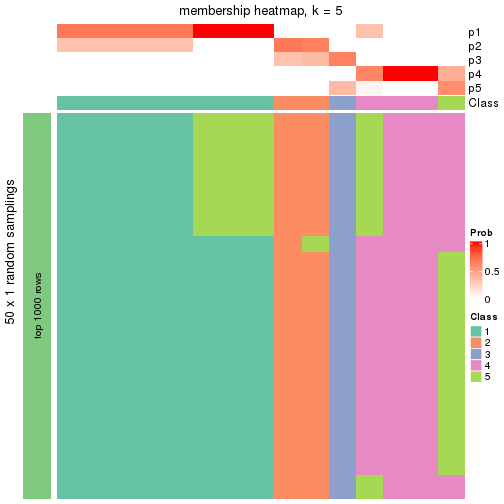 membership heatmap, k = 5
p1
p2
p3
p4
p5
Class
50 x 1 random samplings
top 1000 rows
Prob
1
0.5
0
Class
1
2
3
4
5